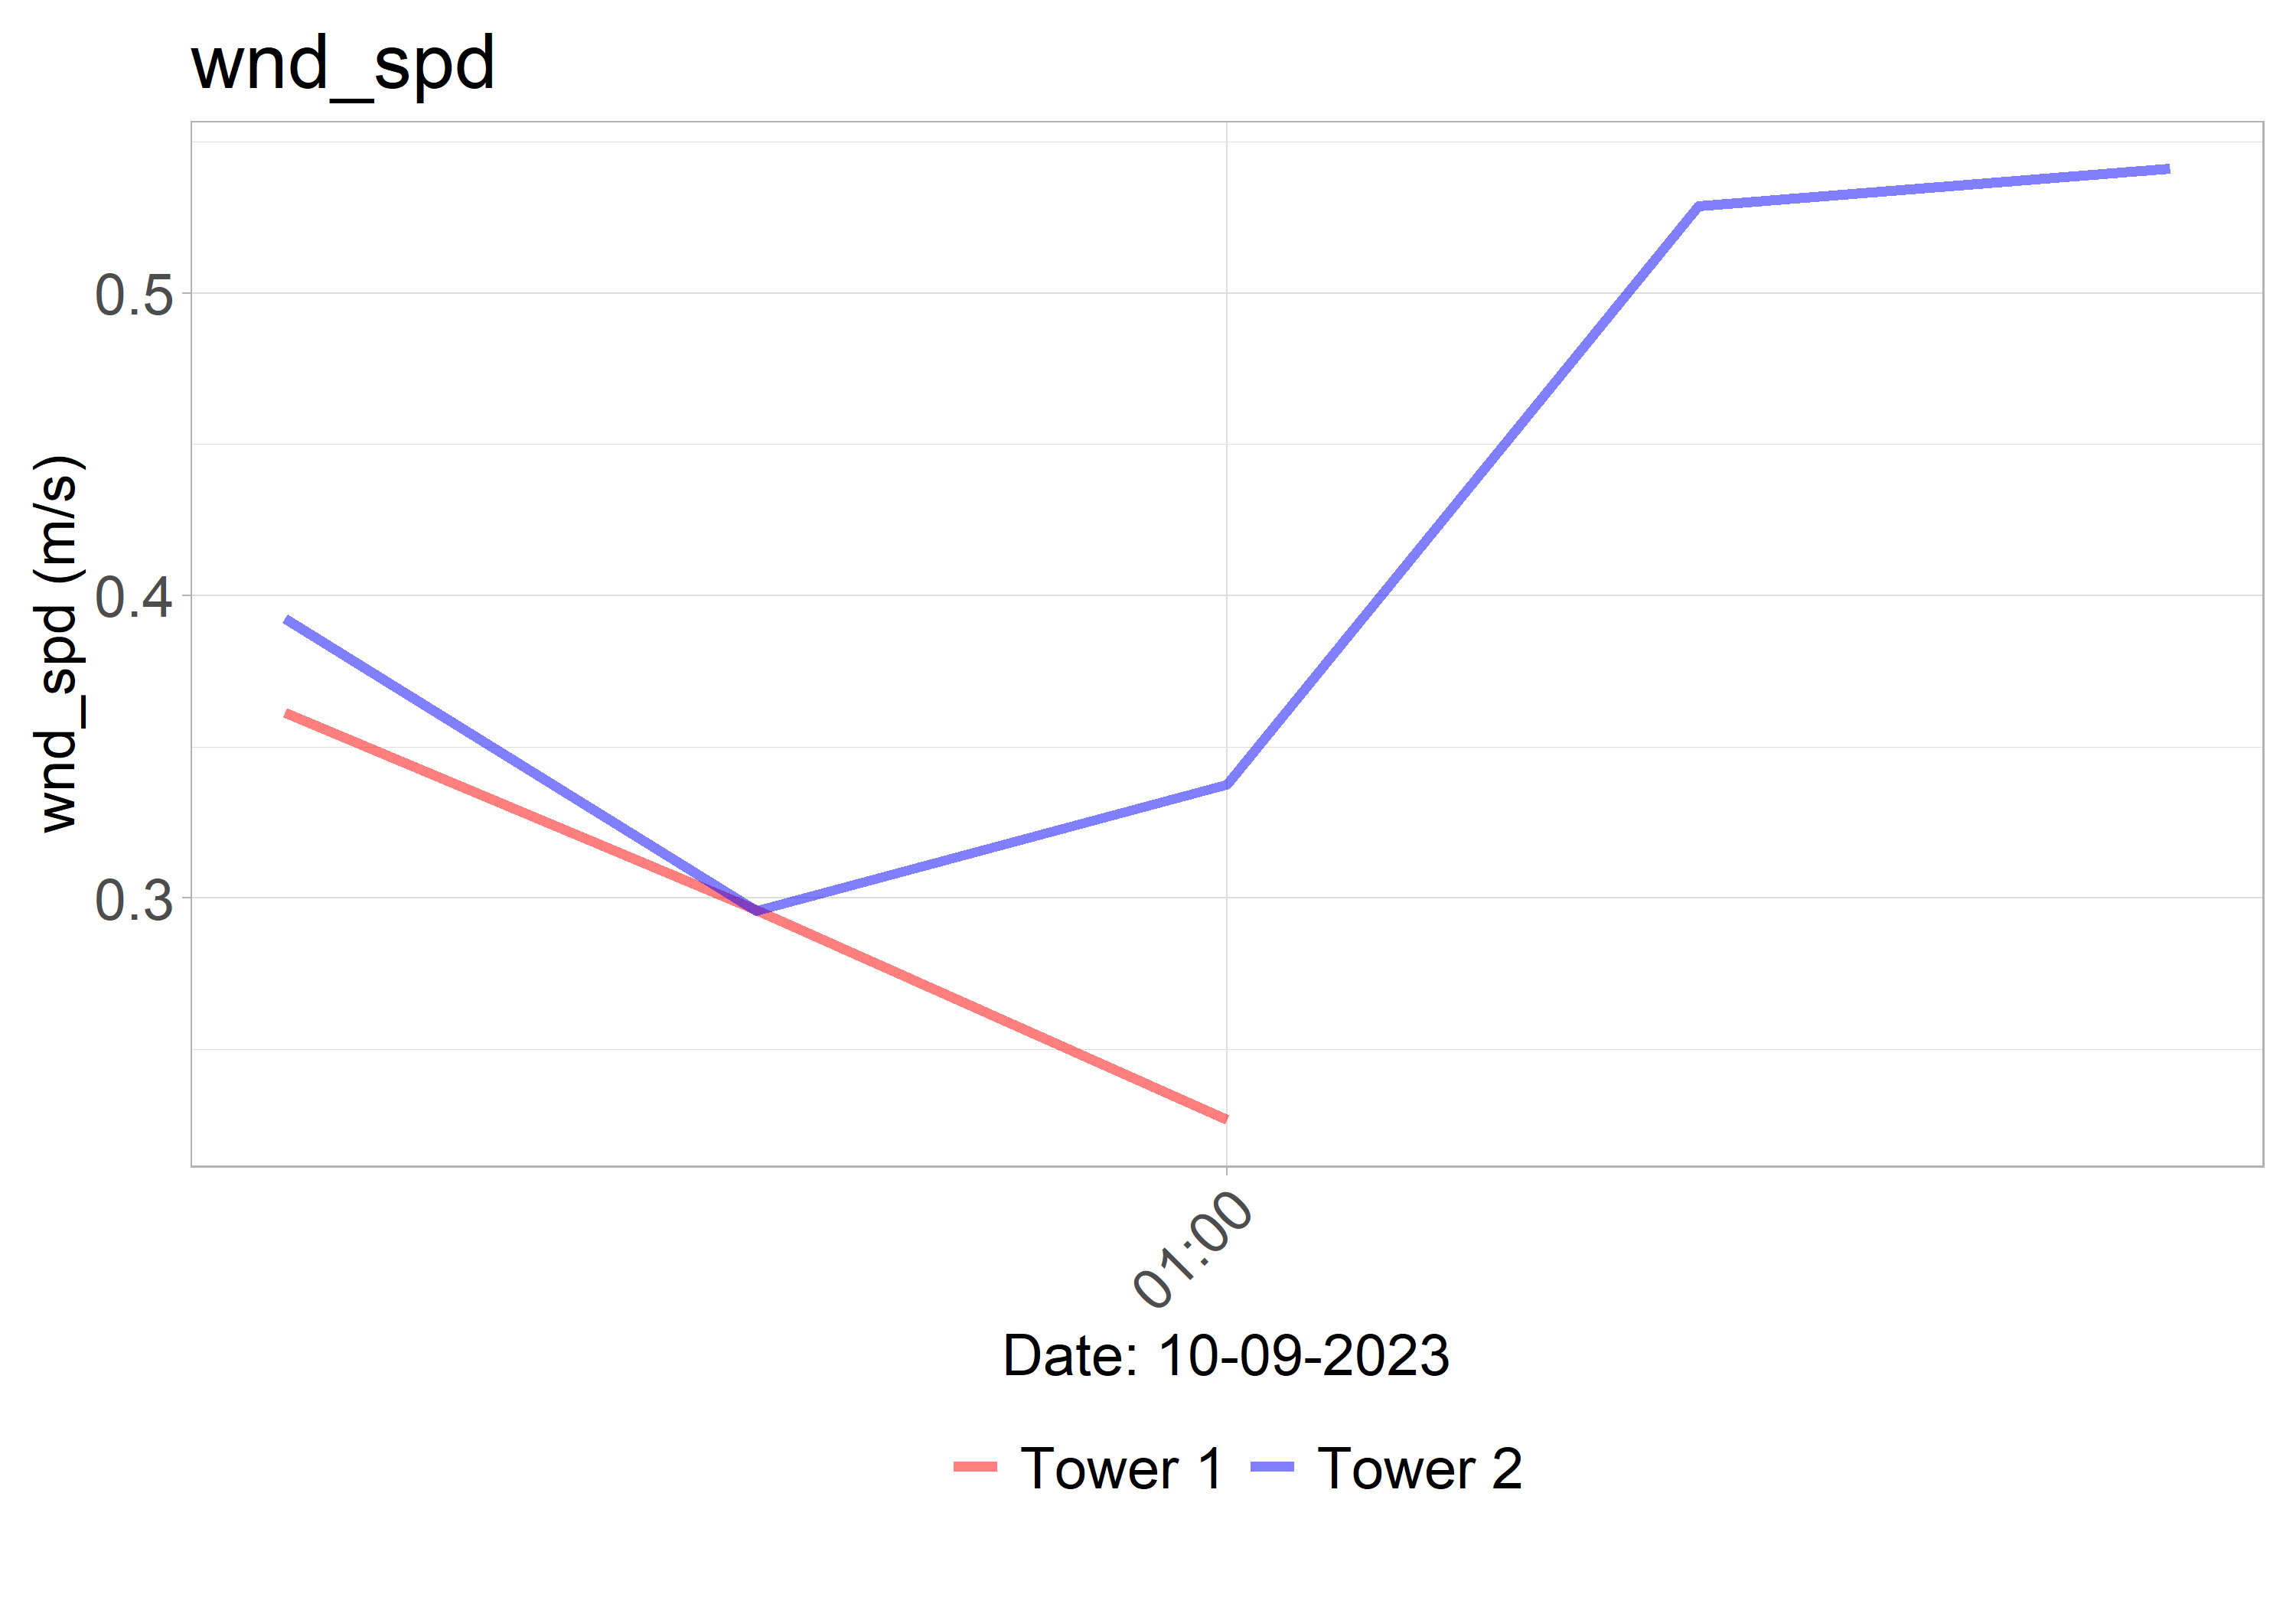 wnd_spd
wnd_spd (m/s)
0.5
0.4
0.3
01:00
Date: 10-09-2023
Tower 1 Tower 2